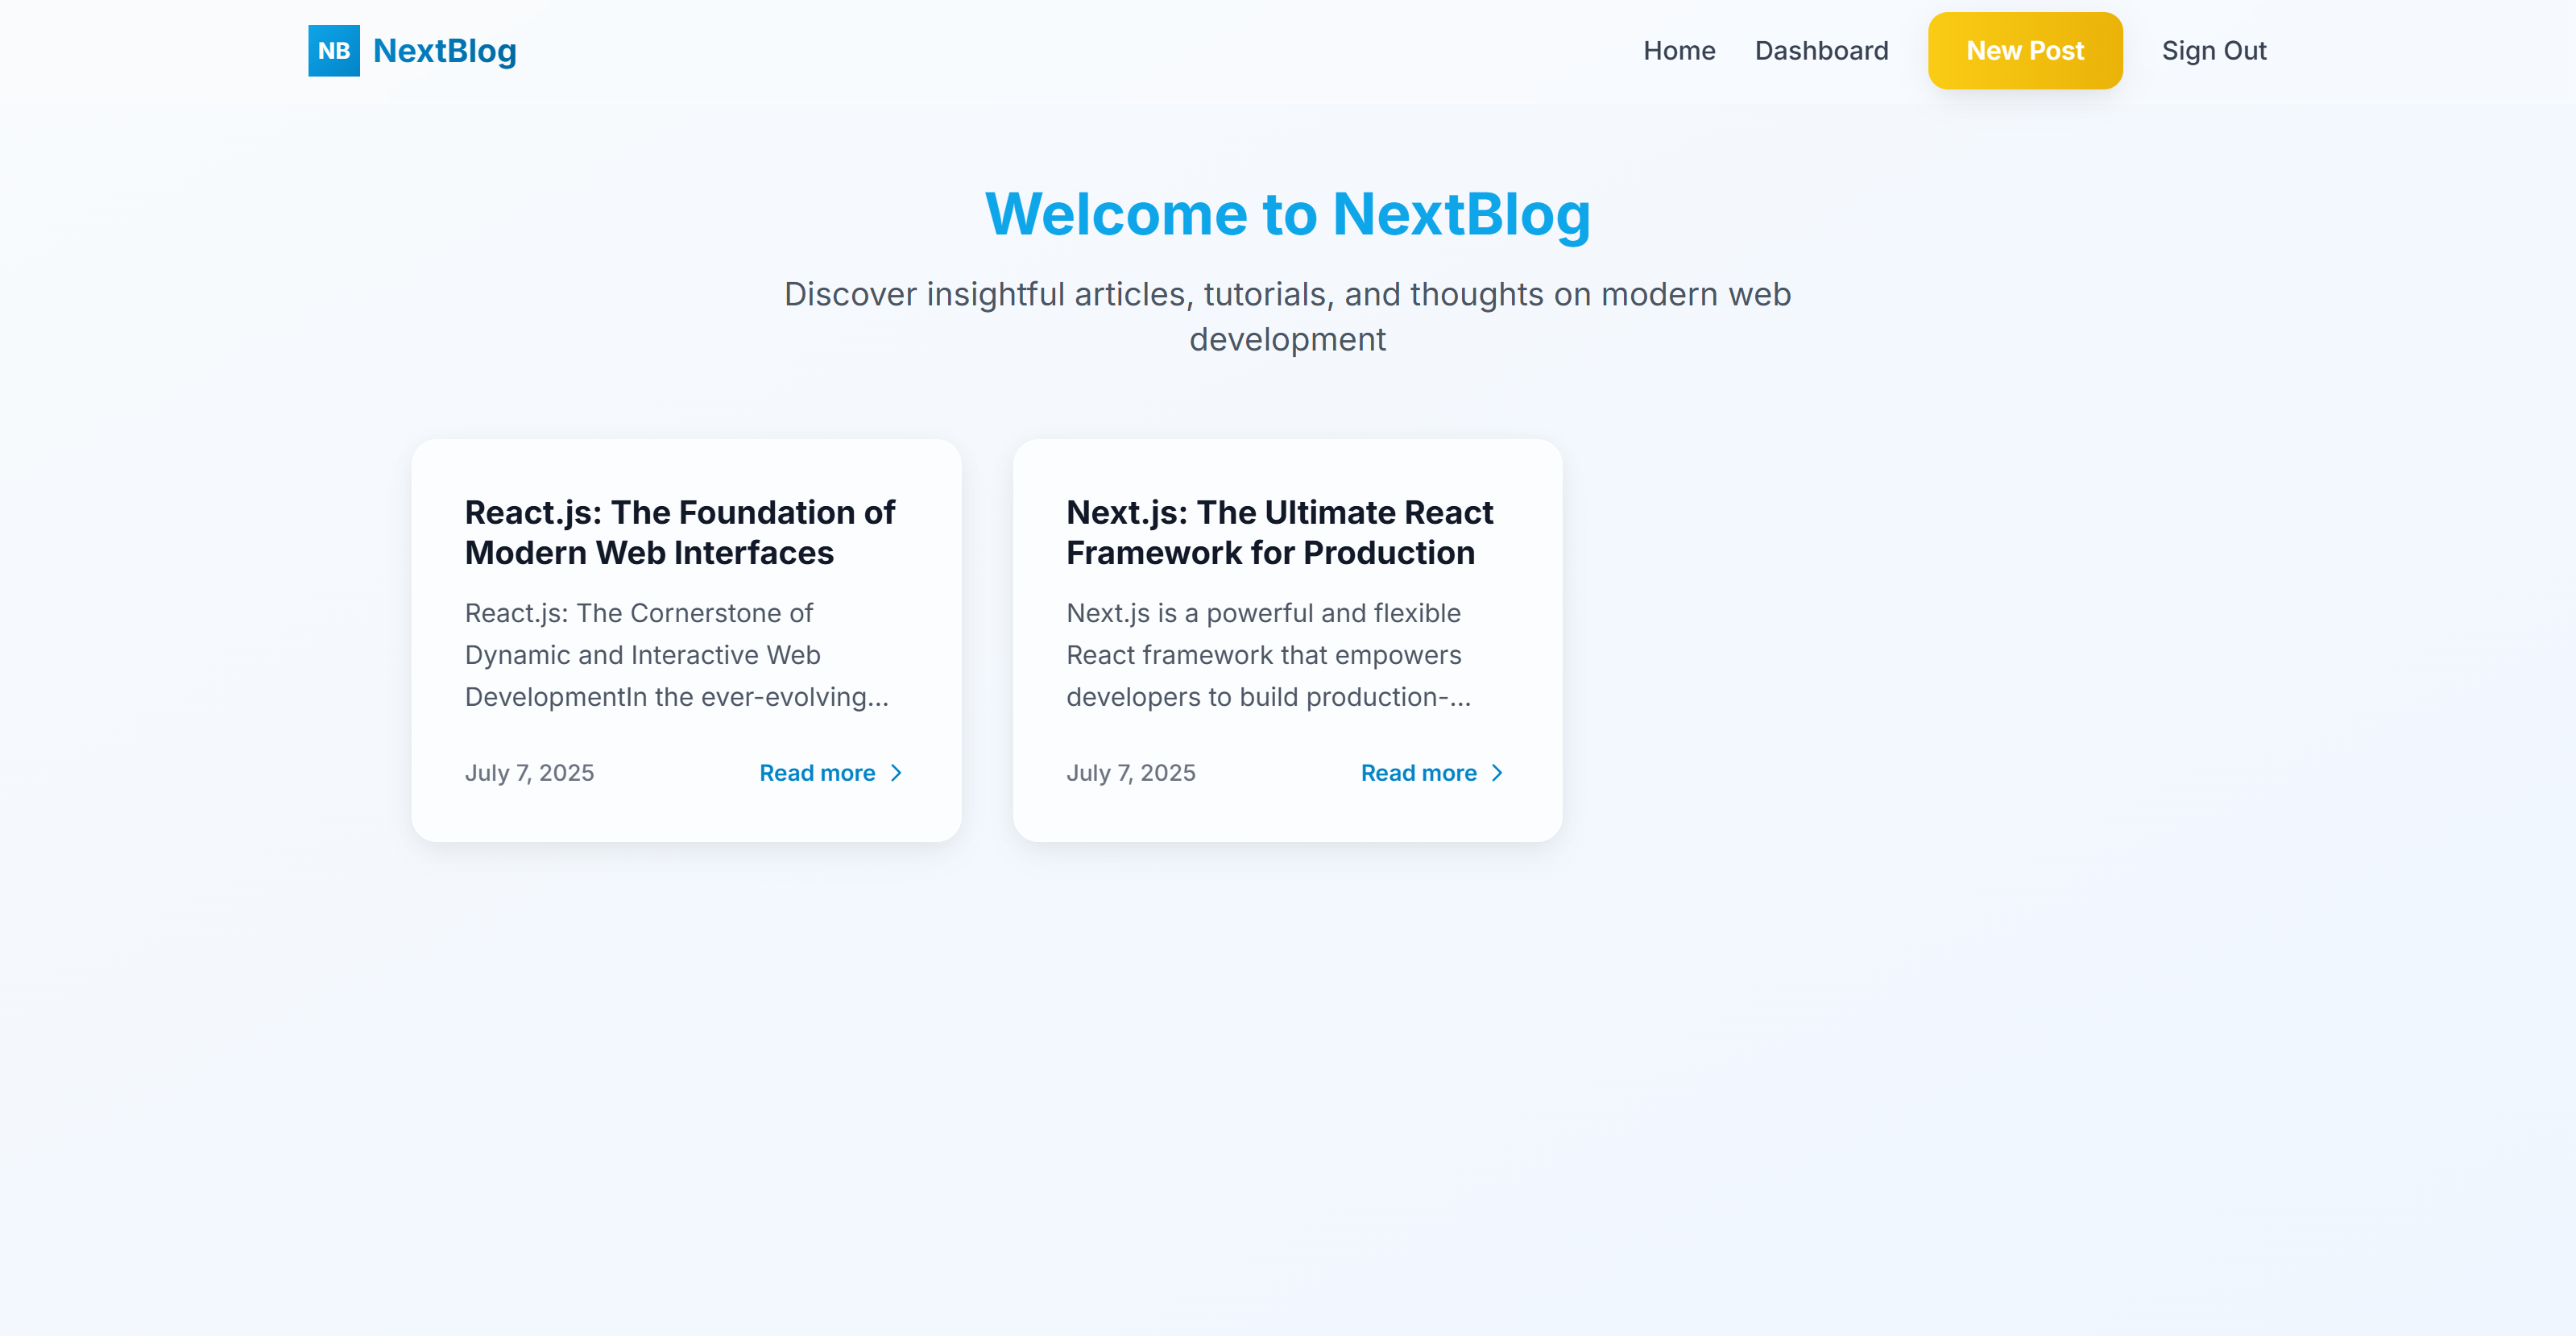 NB NextBlog
Home Dashboard New Post Sign Out
Welcome to NextBlog
Discover insightful articles, tutorials, and thoughts on modern web
development
React.js: The Foundation of
Modern Web Interfaces
React.js: The Cornerstone of
Dynamic and Interactive Web
DevelopmentIn the ever-evolving...
July 7, 2025 Read more
Next.js: The Ultimate React
Framework for Production
Next.js is a powerful and flexible
React framework that empowers
developers to build production-...
July 7, 2025 Read more